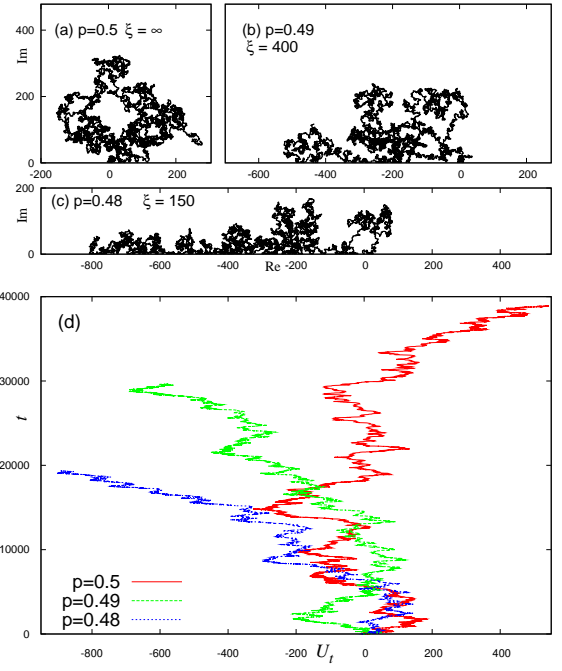 (a) p=0.5 ξ = ∞
Im
400
200
0
-200 0 200
(b) p=0.49
ξ = 400
-600 -400 -200 0 200 400
(c) p=0.48 ξ = 150
Im
200
0
-800 -600 -400 Re -200 0 200 400
(d)
t
40000
30000
20000
10000
0
p=0.5
p=0.49
p=0.48
-800 -600 -400 -200 U_t 0 200 400